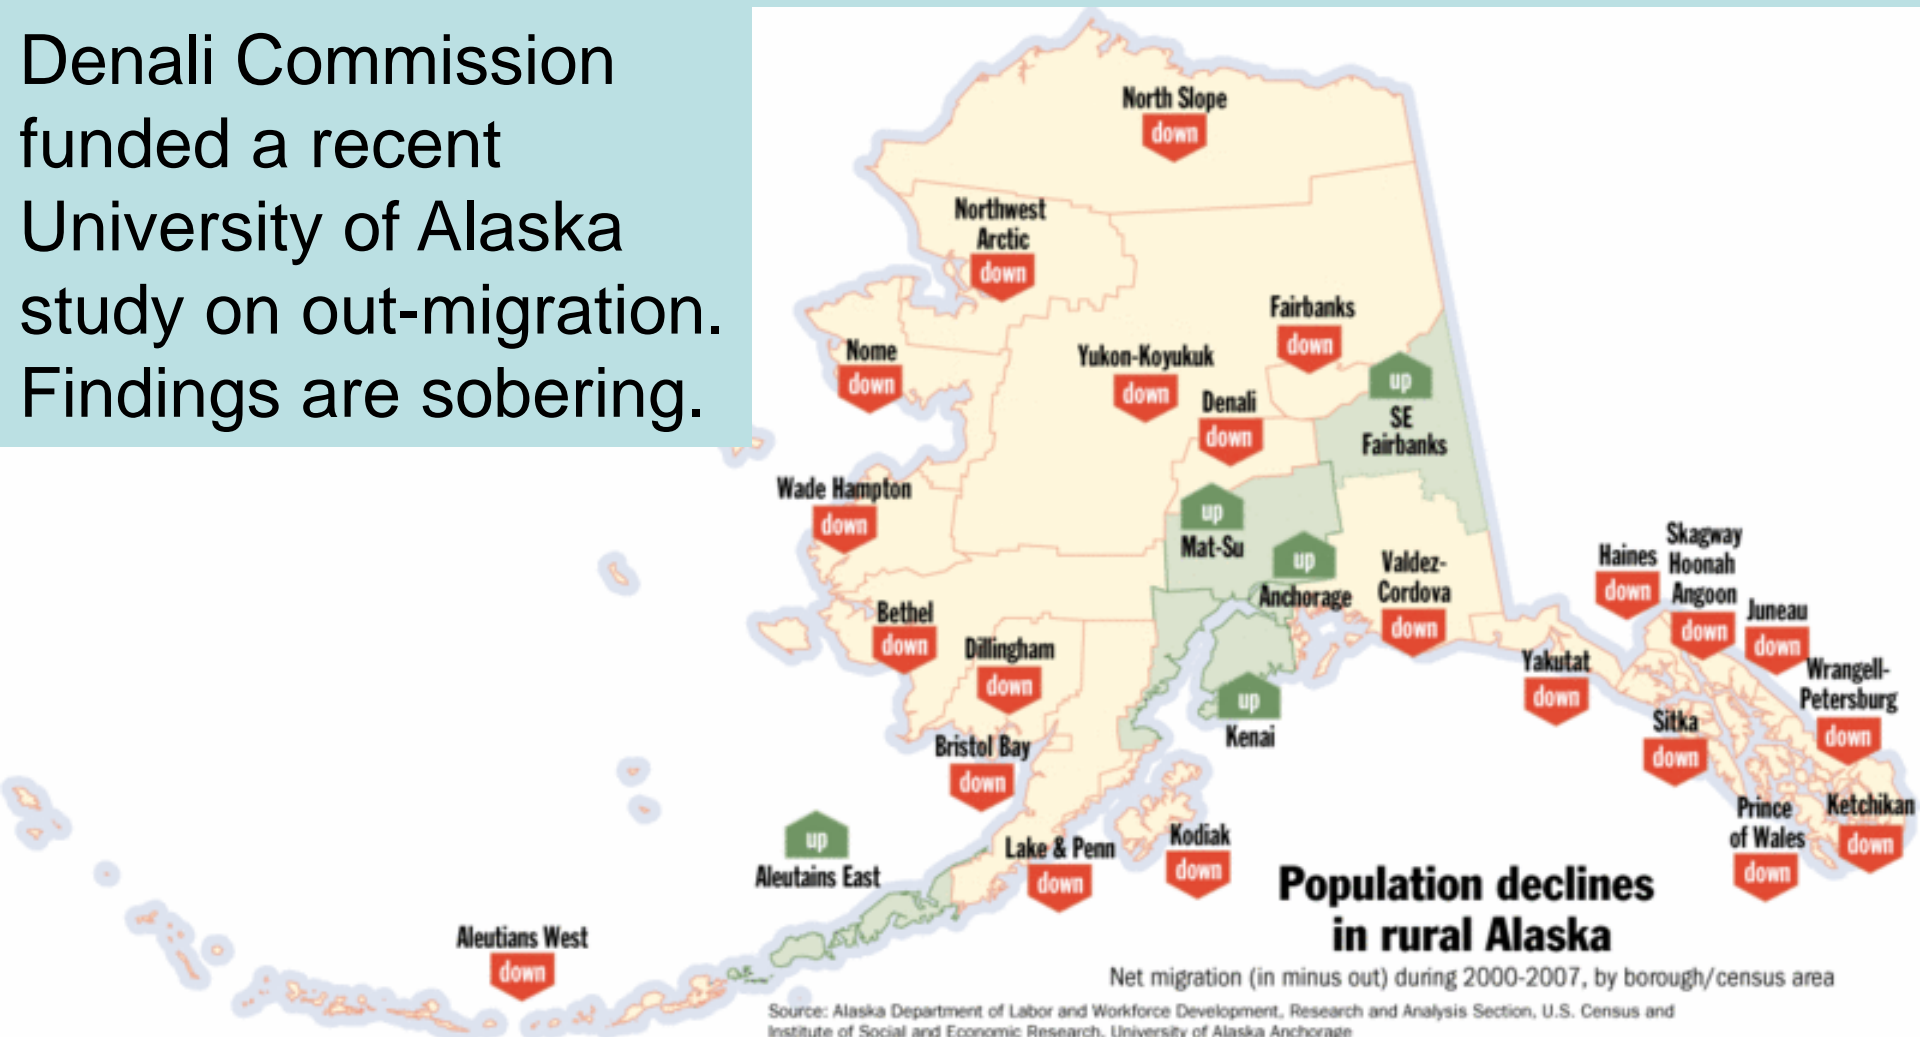 Denali Commission
funded a recent
University of Alaska
study on out-migration.
Findings are sobering.
North Slope
down
Northwest
Arctic
down
Fairbanks
down
Nome
down
Yukon-Koyukuk
down
Denali
down
up
SE
Fairbanks
Wade Hampton
down
up
Mat-Su
up
Anchorage
Valdez-
Cordova
down
Haines
down
Skagway
Hoonah
Angoon
down
Juneau
down
Bethel
down
Dillingham
down
Yakutat
down
Wrangell-
Petersburg
down
up
Kenai
Sitka
down
Bristol Bay
down
up
Aleutains East
Lake & Penn
down
Kodiak
down
Prince
of Wales
down
Ketchikan
down
Aleutians West
down
Population declines
in rural Alaska
Net migration (in minus out) during 2000-2007, by borough/census area
Source: Alaska Department of Labor and Workforce Development, Research and Analysis Section, U.S. Census and
Institute of Social and Economic Research, University of Alaska Anchorage